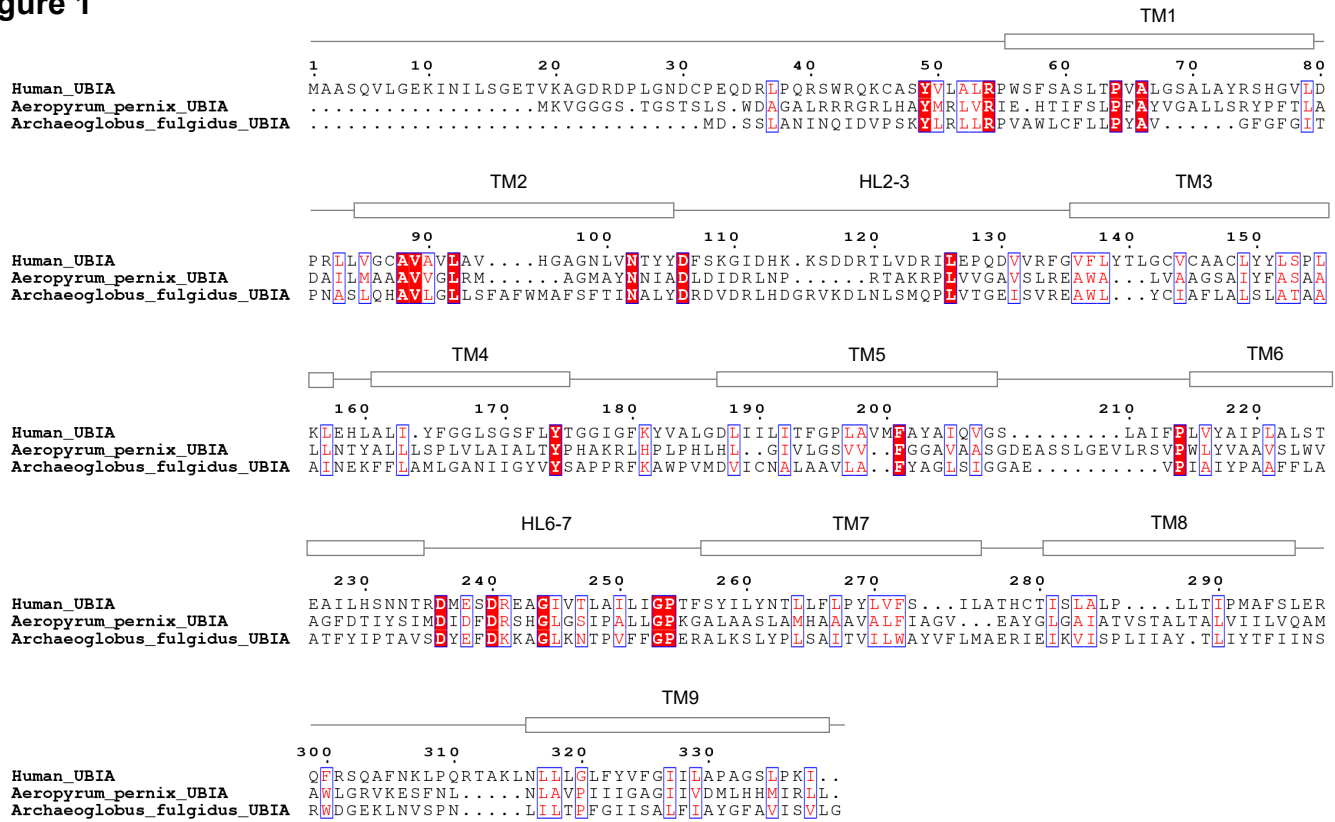 gure 1
TM1
1 10 20 30 40 50 60 70 80
Human_UBIA MAASQVLGEKINILSGETVKAGDRDPLGNDCPEQDRLPQRSWRQKCASYVLALRPWSFSASLTPVALGSALAYRSHGVLD
Aeropyrum_pernix_UBIA ..................MKVGGGS.TGSTSLS.WDAGALRRRGRLHAYMRLVRIE.HTIFSLPFAYVGALLSRYPFTLA
Archaeoglobus_fulgidus_UBIA ...............................MD.SSLANINQIDVPSKYLRLLRPVAWLCFLLPYAV......GFGFGIT
TM2 HL2-3 TM3
90 100 110 120 130 140 150
Human_UBIA PRLLVGCAVAVLAV....HGAGNLVNTYYDFSKGIDHK.KSDDRTLVDRILEPQDVVRFGVFLYTLGCVCAACLYYLSPL
Aeropyrum_pernix_UBIA DAILMAAAVVGLRM......AGMAYNNIADLDIDRLNP......RTAKRPLVVGAVSLREAWA...LVAAGSAIYFASAA
Archaeoglobus_fulgidus_UBIA PNASLQHAVLGLLSFAFWMAFSFTINALYDRDVDRLHDGRVKDLNLSMQPLVTGEISVREAWL...YCIAFLALSLATAA
TM4 TM5 TM6
160 170 180 190 200 210 220
Human_UBIA KLEHLALI.YFGGLSGSFLYTGGIGFKYVALGDLIILITFGPLAVMFAYAIQVGS.........LAIFPLVYAIPLALST
Aeropyrum_pernix_UBIA LLNTYALLLSPLVLAIALTYPHAKRLHPLPHLHL..GIVLGSVV..FGGAVAASGDEASSLGEVLRSVPWLYVAAVSLWV
Archaeoglobus_fulgidus_UBIA AINEKFFLAMLGANIIGYVYSAPPRFKAWPVMDVICNALAAVLA..FYAGLSIGGAE..........VPIAIYPAAFFLA
HL6-7 TM7 TM8
230 240 250 260 270 280 290
Human_UBIA EAILHSNNTRDMESDREAGIVTLAILIGPTFSYILYNTLLFLPYLVFS...ILATHCTISLALP....LLTIPMAFSLER
Aeropyrum_pernix_UBIA AGFDTIYSIMDIDFDRSHGLGSIPALLGPKGALAASLAMHAAAVALFIAGV...EAYGLGAIATVSTALTALVIILVQAM
Archaeoglobus_fulgidus_UBIA ATFYIPTAVSDYEFDKKAGLKNTPVFFGPERALKSLYPLSAITVILWAYVFLMAERIEIKVISPLIIAY.TLIYTFIINS
TM9
300 310 320 330
Human_UBIA QFRSQAFNKLPQRTAKLNLLLGLFYVFGIILAPAGSLPKI..
Aeropyrum_pernix_UBIA AWLGRVKESFNL.....NLAVPIIIGAGIIVDMLHHMIRLL.
Archaeoglobus_fulgidus_UBIA RWDGEKLNVSPN.....LILTPFGIISALFIAYGFAVISVLG